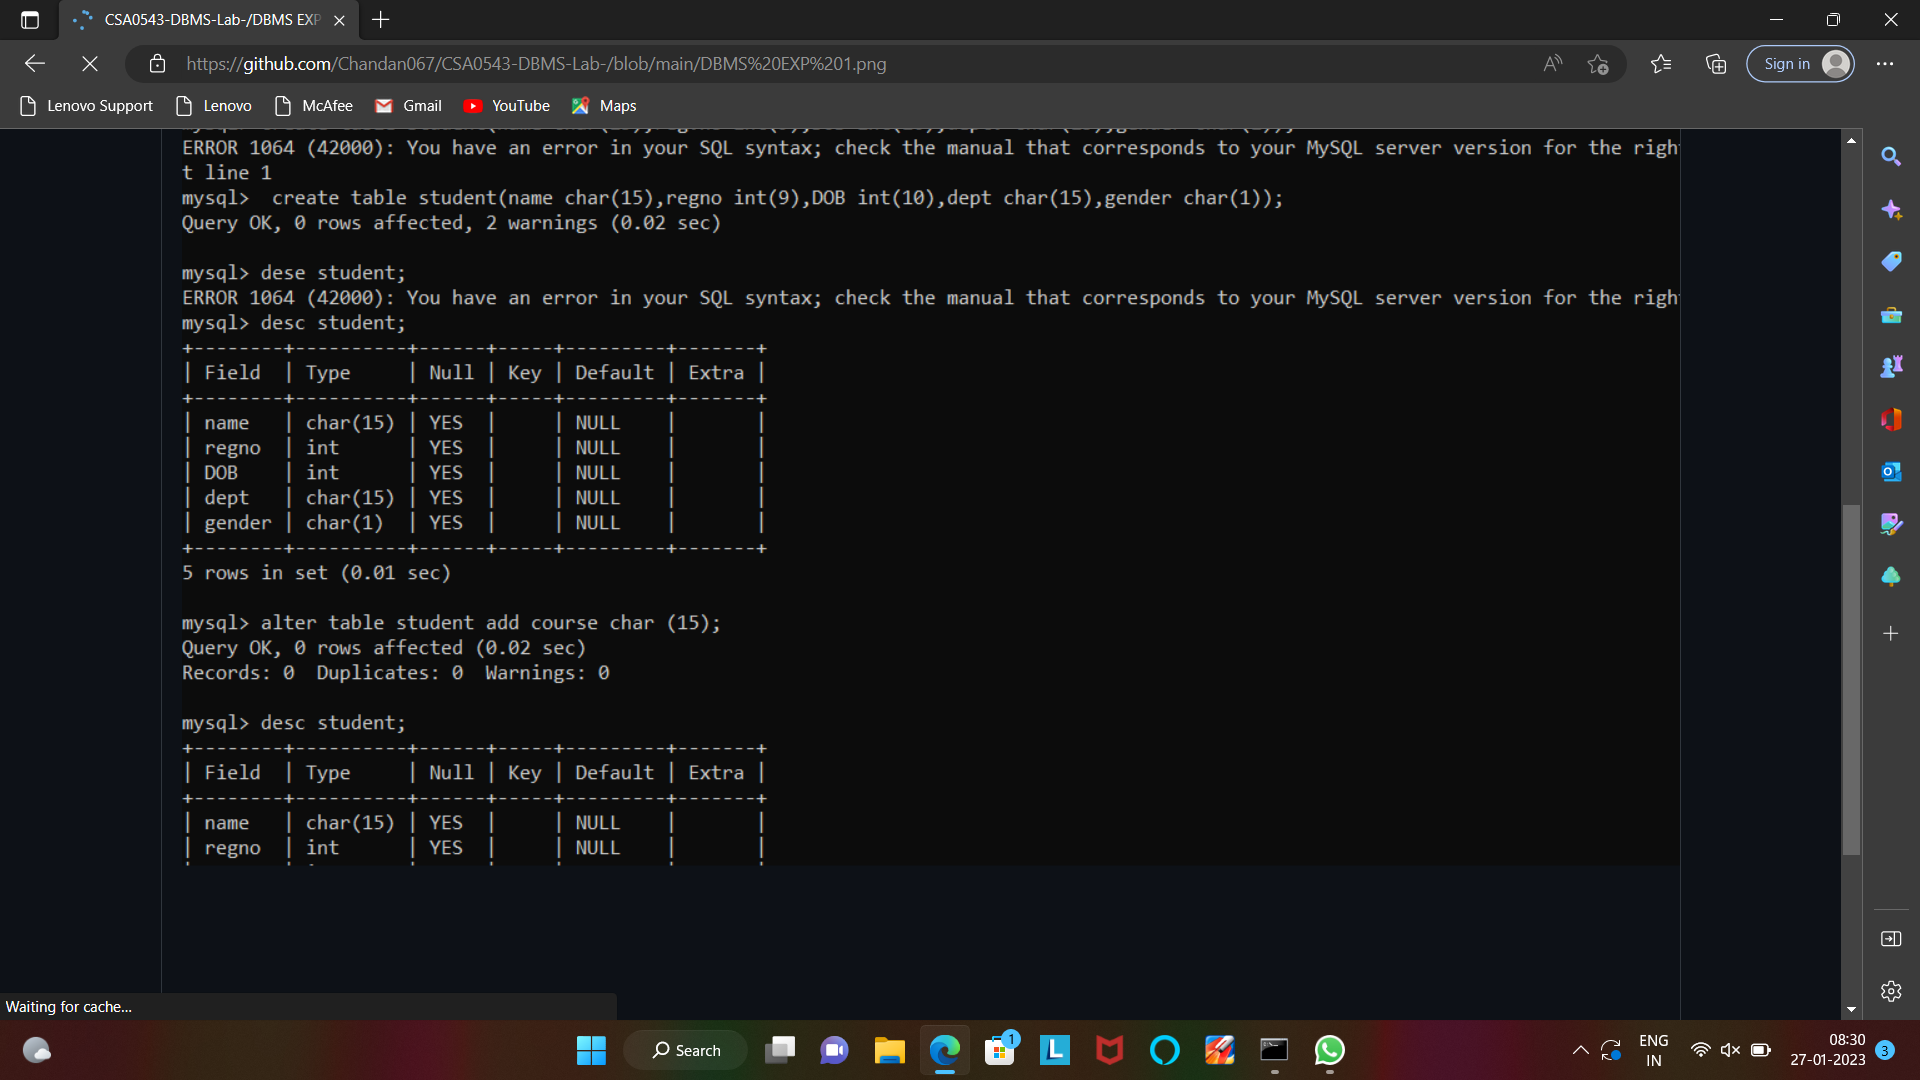 CSA0543-DBMS-Lab-/DBMS EXP
https://github.com/Chandan067/CSA0543-DBMS-Lab-/blob/main/DBMS%20EXP%201.png
Sign in
Lenovo Support
Lenovo
McAfee
Gmail
YouTube
Maps
ERROR 1064 (42000): You have an error in your SQL syntax; check the manual that corresponds to your MySQL server version for the righ
t line 1
mysql>  create table student(name char(15),regno int(9),DOB int(10),dept char(15),gender char(1));
Query OK, 0 rows affected, 2 warnings (0.02 sec)
mysql> dese student;
ERROR 1064 (42000): You have an error in your SQL syntax; check the manual that corresponds to your MySQL server version for the righ
mysql> desc student;
+--------+----------+------+-----+---------+-------+
| Field  | Type     | Null | Key | Default | Extra |
+--------+----------+------+-----+---------+-------+
| name   | char(15) | YES  |     | NULL    |       |
| regno  | int      | YES  |     | NULL    |       |
| DOB    | int      | YES  |     | NULL    |       |
| dept   | char(15) | YES  |     | NULL    |       |
| gender | char(1)  | YES  |     | NULL    |       |
+--------+----------+------+-----+---------+-------+
5 rows in set (0.01 sec)
mysql> alter table student add course char (15);
Query OK, 0 rows affected (0.02 sec)
Records: 0  Duplicates: 0  Warnings: 0
mysql> desc student;
+--------+----------+------+-----+---------+-------+
| Field  | Type     | Null | Key | Default | Extra |
+--------+----------+------+-----+---------+-------+
| name   | char(15) | YES  |     | NULL    |       |
| regno  | int      | YES  |     | NULL    |       |
Waiting for cache...
Search
1
L
ENG
IN
08:30
27-01-2023
3